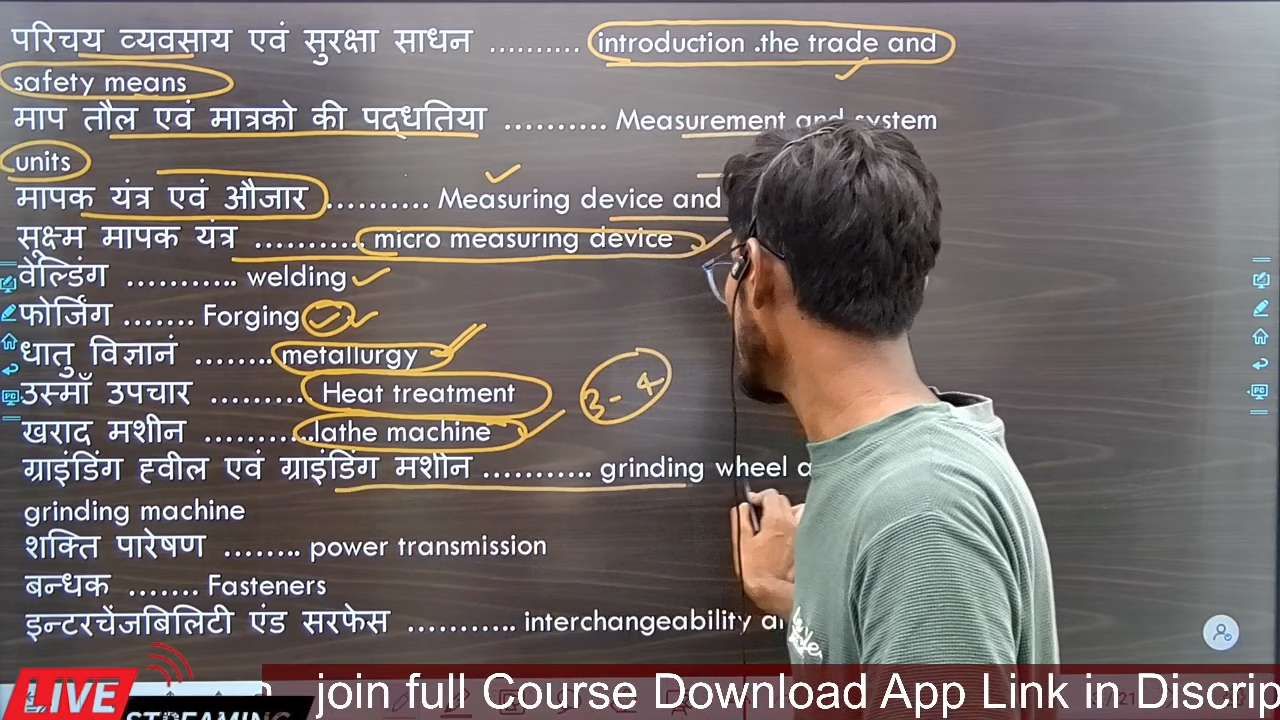 परिचय व्यवसाय एवं सुरक्षा साधन .......... introduction .the trade and
safety means
माप तौल एवं मात्रको की पद्धतिया .......... Measurement and system
units
मापक यंत्र एवं औजार .......... Measuring device and
सूक्ष्म मापक यंत्र ........... micro measuring device
वेल्डिंग ........... welding
फोर्जिंग ....... Forging
धातु विज्ञानं ........ metallurgy
उस्माँ उपचार .......... Heat treatment
3-4
खराद मशीन ...........lathe machine
ग्राइंडिंग ह्वील एवं ग्राइंडिंग मशीन ........... grinding wheel
grinding machine
शक्ति पारेषण ........ power transmission
बन्धक ....... Fasteners
इन्टरचेंजबिलिटी एंड सरफेस ........... interchangeability
LIVE STREAMING
join full Course Download App Link in Discrip